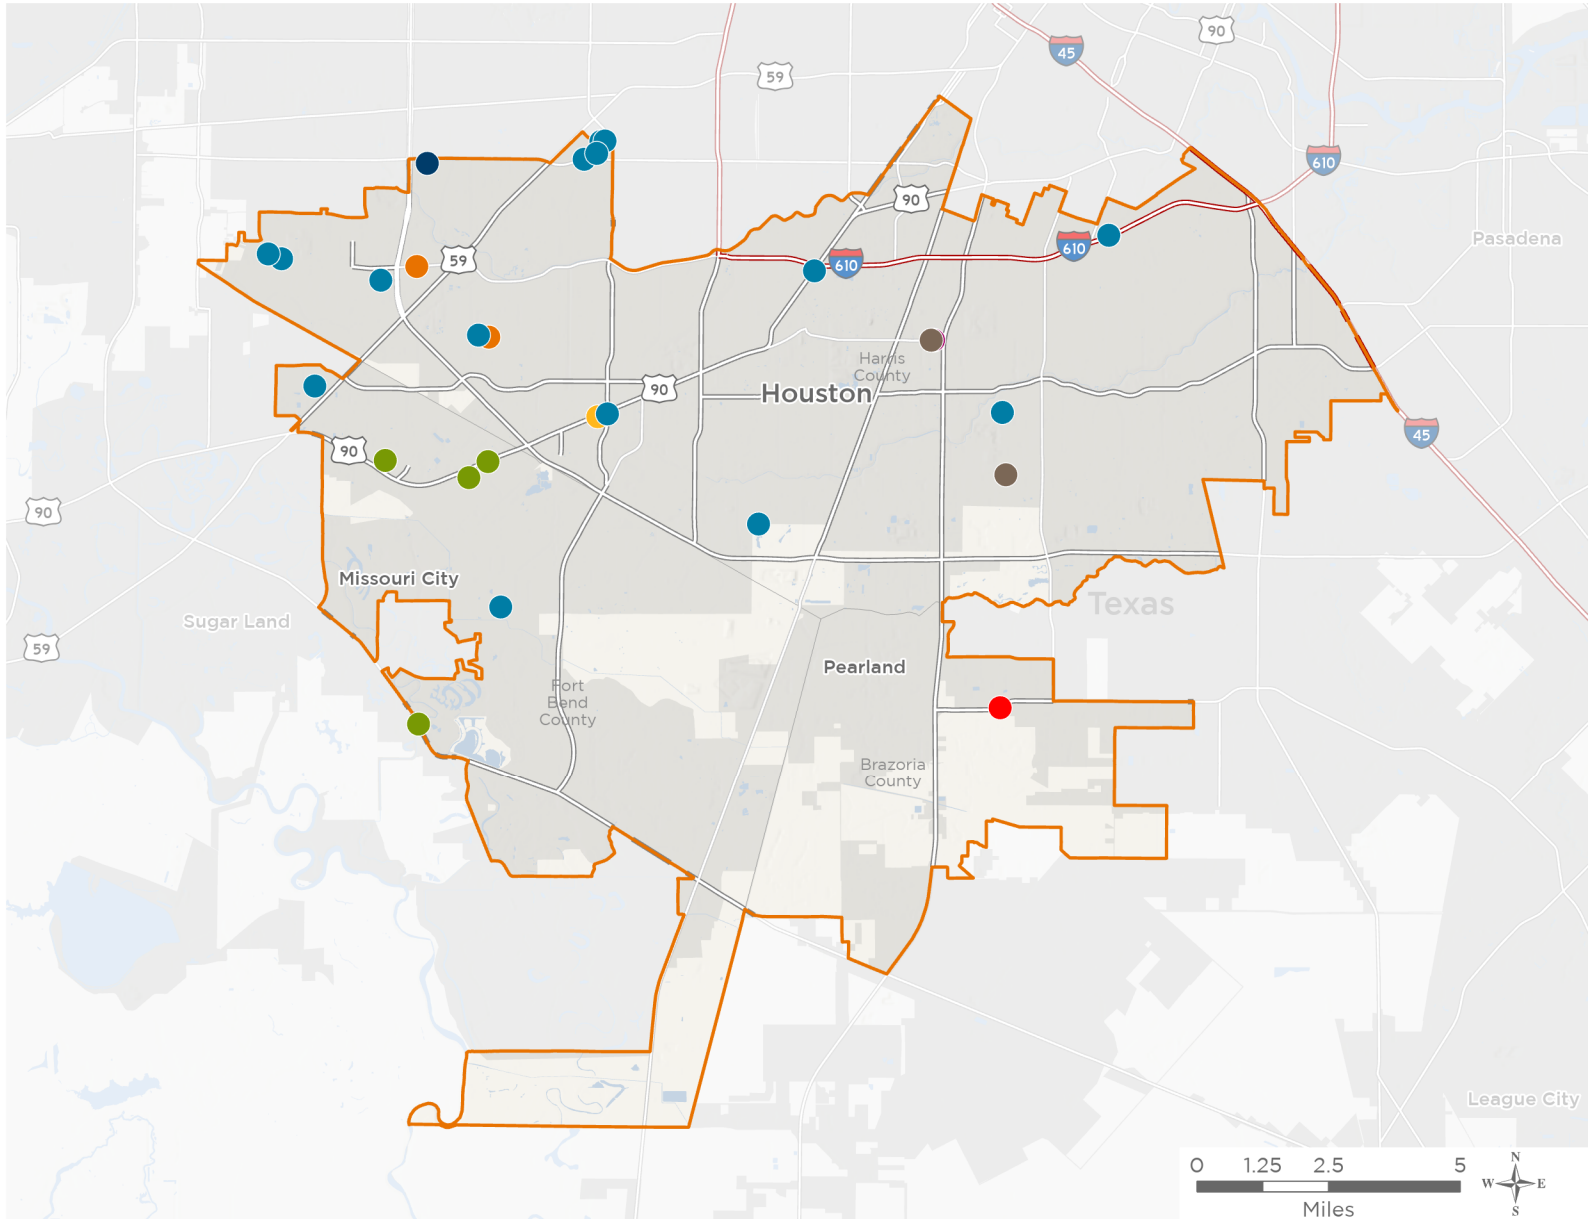 90
45
59
610
90
Pasadena
610
610
59
Harris
County
90
Houston
45
90
90
Missouri City
Texas
Sugar Land
59
Pearland
Fort
Bend
County
Brazoria
County
League City
0 1.25 2.5 5
Miles
N
W E
S